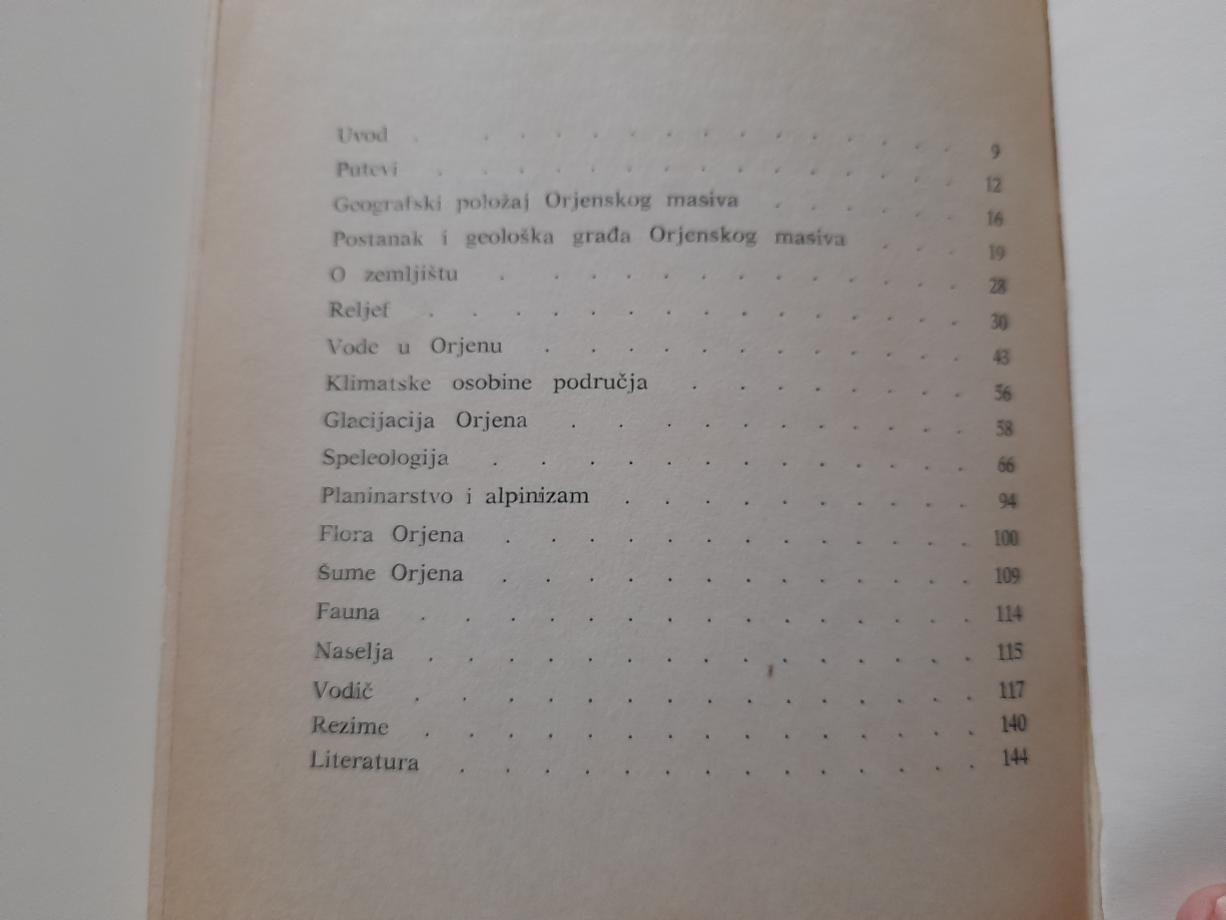 Uvod . . . . . . . . . . . . . . 9
Putevi . . . . . . . . . . . . . . 12
Geografski položaj Orjenskog masiva . . . . . 16
Postanak i geološka građa Orjenskog masiva . . . 19
O zemljištu . . . . . . . . . . . . 28
Reljef . . . . . . . . . . . . . . 30
Vode u Orjenu . . . . . . . . . . 43
Klimatske osobine područja . . . . . . . 56
Glacijacija Orjena . . . . . . . . . . 58
Speleologija . . . . . . . . . . . . 66
Planinarstvo i alpinizam . . . . . . . . . 94
Flora Orjena . . . . . . . . . . . . 100
Šume Orjena . . . . . . . . . . . . 109
Fauna . . . . . . . . . . . . . . 114
Naselja . . . . . . . . . . . . . . 115
Vodič . . . . . . . . . . . . . . 117
Rezime . . . . . . . . . . . . . . 140
Literatura . . . . . . . . . . . . . 144